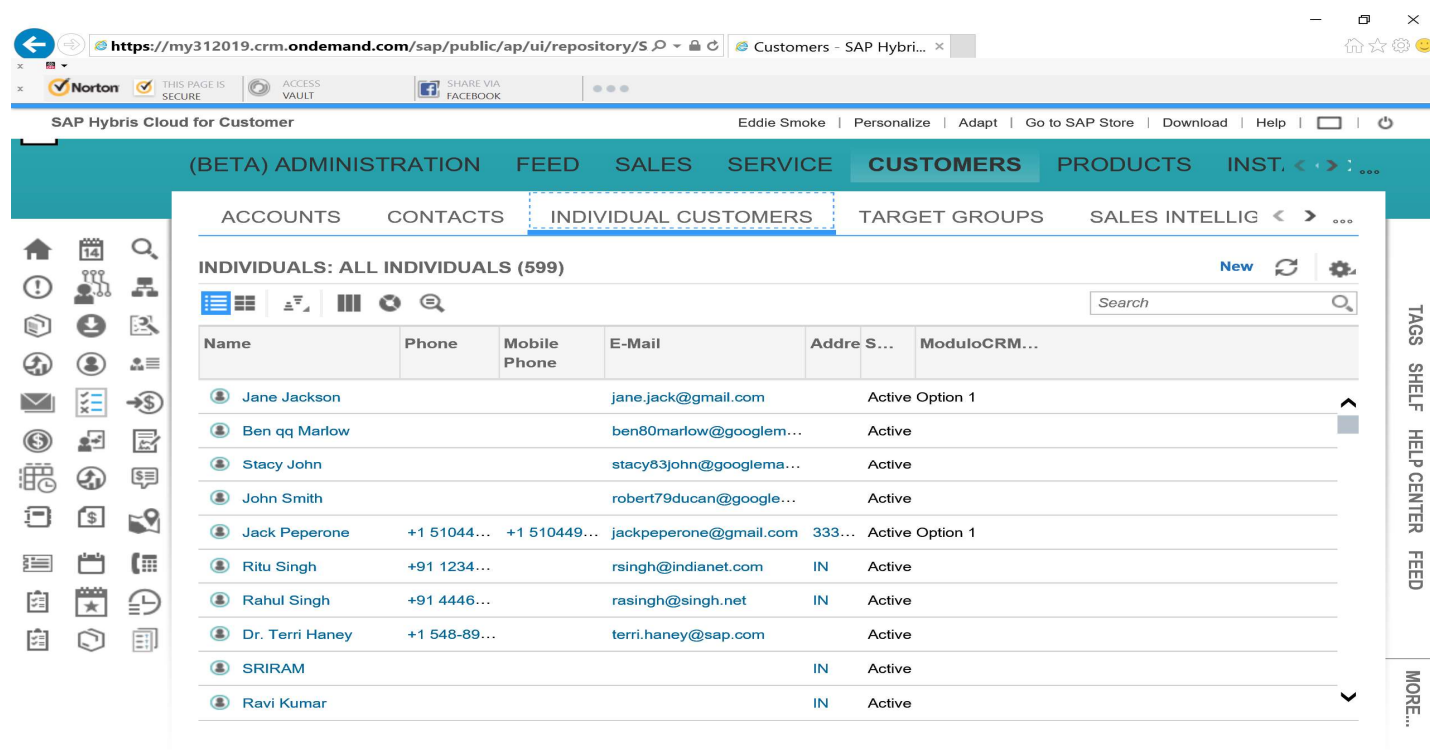 https://my312019.crm.ondemand.com/sap/public/ap/ui/repository/S
Customers - SAP Hybri... ×
Norton THIS PAGE IS SECURE ACCESS VAULT SHARE VIA FACEBOOK
SAP Hybris Cloud for Customer Eddie Smoke | Personalize | Adapt | Go to SAP Store | Download | Help |
(BETA) ADMINISTRATION FEED SALES SERVICE CUSTOMERS PRODUCTS INST. ...
ACCOUNTS CONTACTS INDIVIDUAL CUSTOMERS TARGET GROUPS SALES INTELLIG ...
14
INDIVIDUALS: ALL INDIVIDUALS (599) New
Search
Name Phone Mobile Phone E-Mail Addre S... ModuloCRM...
Jane Jackson jane.jack@gmail.com Active Option 1
Ben qq Marlow ben80marlow@googlem... Active
Stacy John stacy83john@googlema... Active
John Smith robert79ducan@google... Active
Jack Peperone +1 51044... +1 510449... jackpeperone@gmail.com 333... Active Option 1
Ritu Singh +91 1234... rsingh@indianet.com IN Active
Rahul Singh +91 4446... rasingh@singh.net IN Active
Dr. Terri Haney +1 548-89... terri.haney@sap.com Active
SRIRAM IN Active
Ravi Kumar IN Active
TAGS
SHELF
HELP CENTER
FEED
MORE...